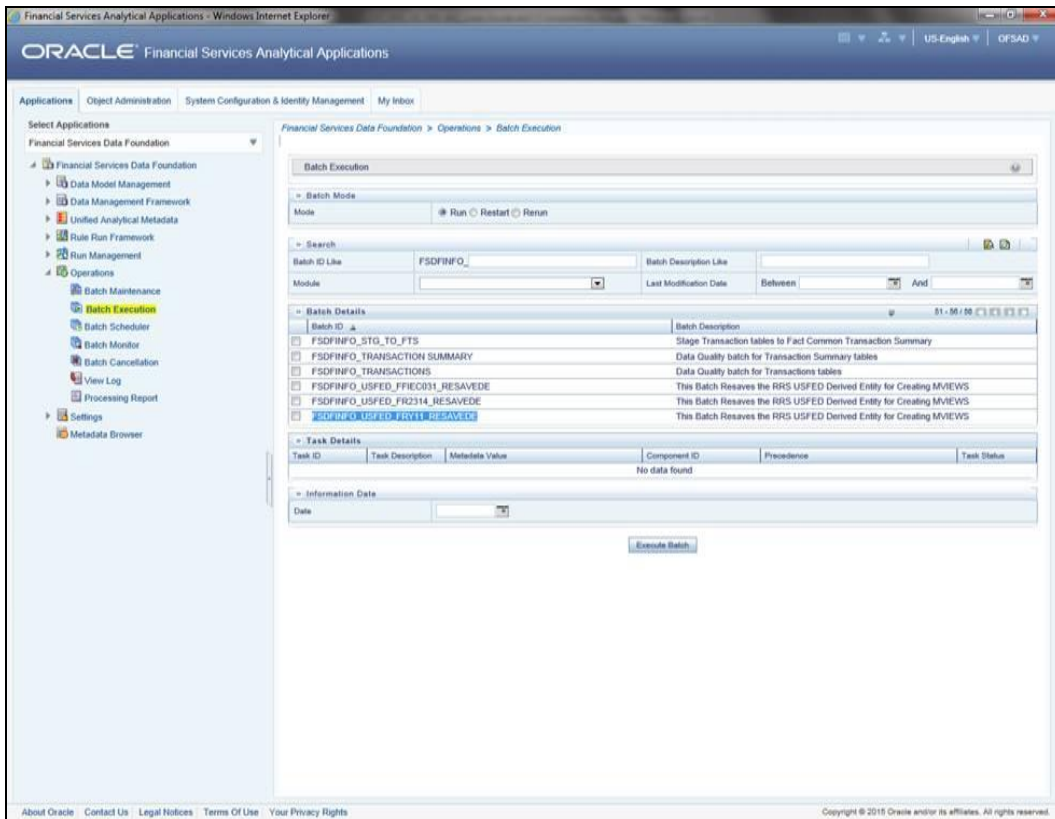 Financial Services Analytical Applications - Windows Internet Explorer
ORACLE Financial Services Analytical Applications
US-English OFSAD
Applications Object Administration System Configuration & Identity Management My Inbox
Select Applications
Financial Services Data Foundation
Financial Services Data Foundation
Data Model Management
Data Management Framework
Unified Analytical Metadata
Rule Run Framework
Run Management
Operations
Batch Maintenance
Batch Execution
Batch Scheduler
Batch Monitor
Batch Cancellation
View Log
Processing Report
Settings
Metadata Browser
Financial Services Data Foundation > Operations > Batch Execution
Batch Execution
Batch Mode
Mode Run Restart Rerun
Search
Batch ID Like FSDFINFO_ Batch Description Like
Module Last Modification Date Between And
Batch Details
Batch ID Batch Description
FSDFINFO_STG_TO_FTS Stage Transaction tables to Fact Common Transaction Summary
FSDFINFO_TRANSACTION SUMMARY Data Quality batch for Transaction Summary tables
FSDFINFO_TRANSACTIONS Data Quality batch for Transactions tables
FSDFINFO_USFED_FFIEC031_RESAVEDE This Batch Resaves the RRS USFED Derived Entity for Creating MVIEWS
FSDFINFO_USFED_FR2314_RESAVEDE This Batch Resaves the RRS USFED Derived Entity for Creating MVIEWS
FSDFINFO_USFED_FRY11_RESAVEDE This Batch Resaves the RRS USFED Derived Entity for Creating MVIEWS
Task Details
Task ID Task Description Metadata Value Component ID Precedence Task Status
No data found
Information Date
Date
Execute Batch
About Oracle Contact Us Legal Notices Terms Of Use Your Privacy Rights
Copyright © 2015 Oracle and/or its affiliates. All rights reserved.